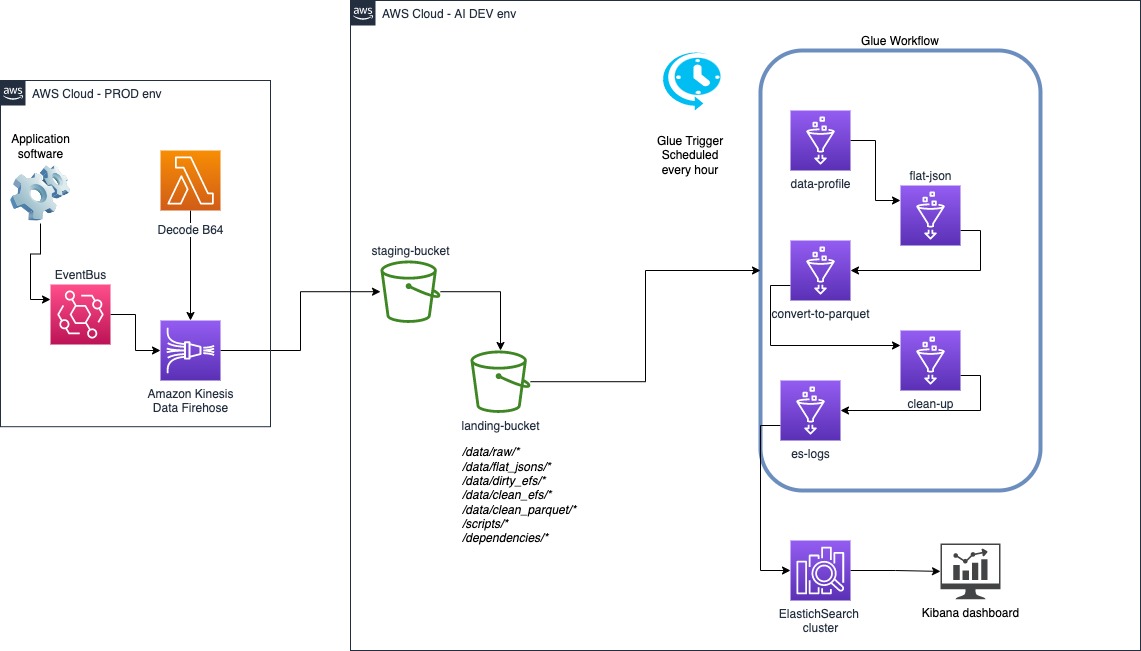 aws
AWS Cloud - AI DEV env
Glue Workflow
aws
AWS Cloud - PROD env
Application
software
Decode B64
EventBus
Amazon Kinesis
Data Firehose
staging-bucket
landing-bucket
/data/raw/*
/data/flat_jsons/*
/data/dirty_efs/*
/data/clean_efs/*
/data/clean_parquet/*
/scripts/*
/dependencies/*
Glue Trigger
Scheduled
every hour
data-profile
flat-json
convert-to-parquet
clean-up
es-logs
ElastichSearch
cluster
Kibana dashboard